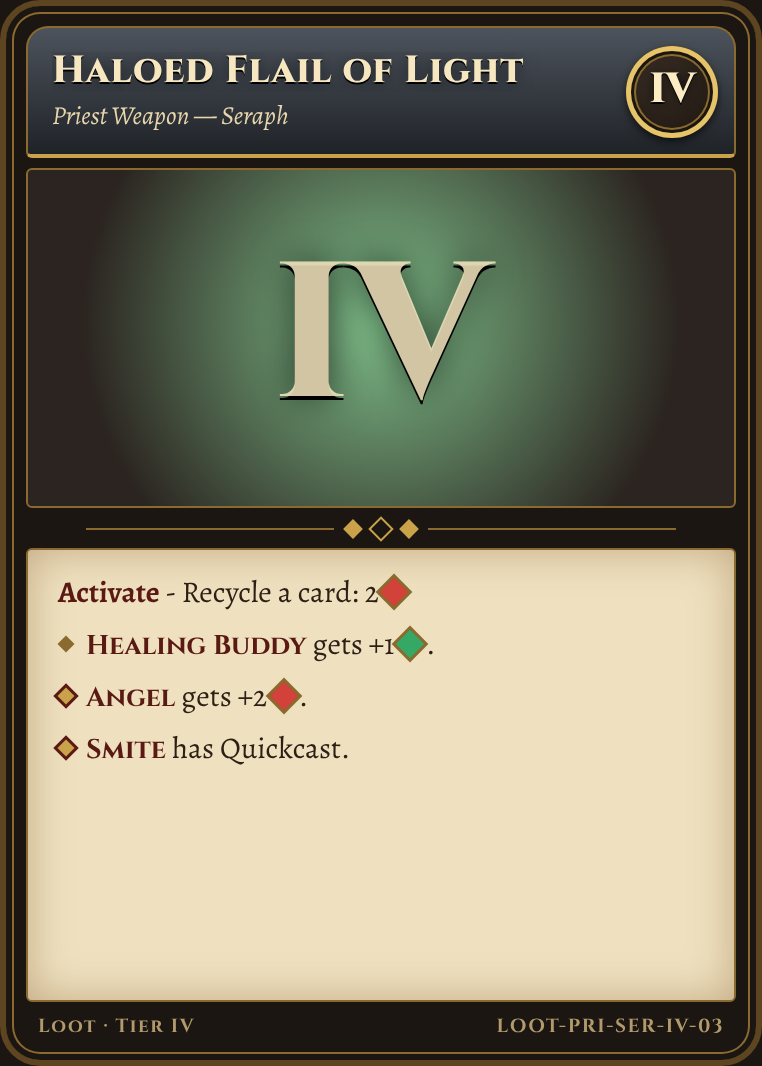 Haloed Flail of Light
Priest Weapon — Seraph
IV
IV
Activate - Recycle a card: 2
Healing Buddy gets +1.
Angel gets +2.
Smite has Quickcast.
Loot · Tier IV
LOOT-PRI-SER-IV-03